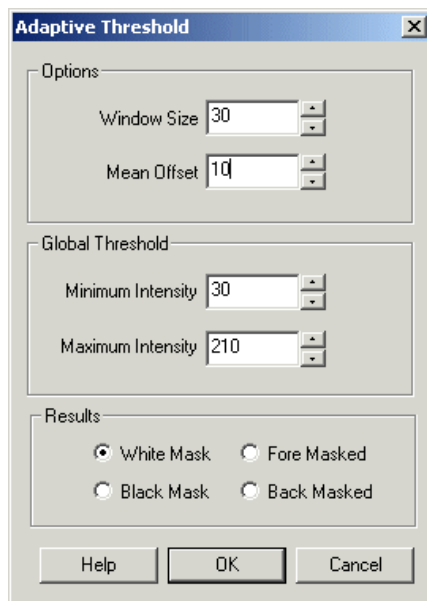 Adaptive Threshold
Options
Window Size 30
Mean Offset 10
Global Threshold
Minimum Intensity 30
Maximum Intensity 210
Results
White Mask Fore Masked
Black Mask Back Masked
Help OK Cancel